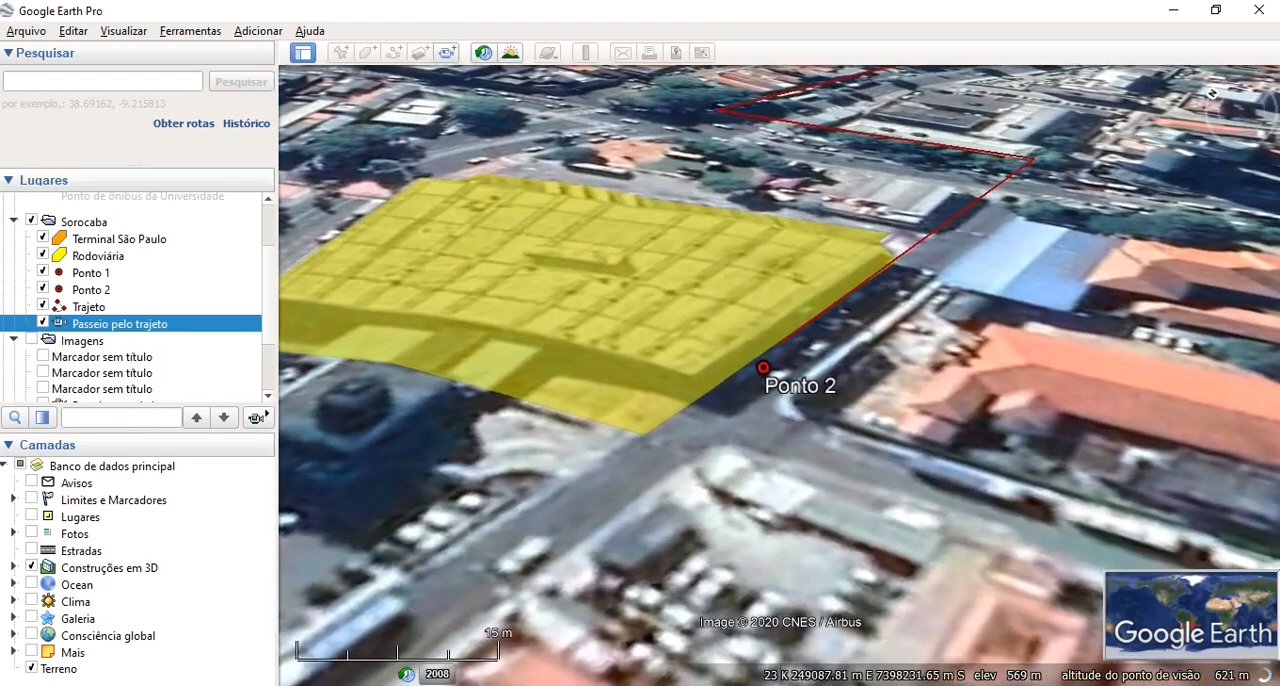 Google Earth Pro
Arquivo Editar Visualizar Ferramentas Adicionar Ajuda
Pesquisar
Pesquisar
por exemplo,: 38.69162, -9.215813
Obter rotas Histórico
Lugares
Ponto de ônibus da Universidade
Sorocaba
Terminal São Paulo
Rodoviária
Ponto 1
Ponto 2
Trajeto
Passeio pelo trajeto
Imagens
Marcador sem título
Marcador sem título
Marcador sem título
Camadas
Banco de dados principal
Avisos
Limites e Marcadores
Lugares
Fotos
Estradas
Construções em 3D
Ocean
Clima
Galeria
Consciência global
Mais
Terreno
N
Ponto 2
Image © 2020 CNES / Airbus
15 m
2008
Google Earth
23 K 249087.81 m E 7398231.65 m S elev 569 m altitude do ponto de visão 621 m